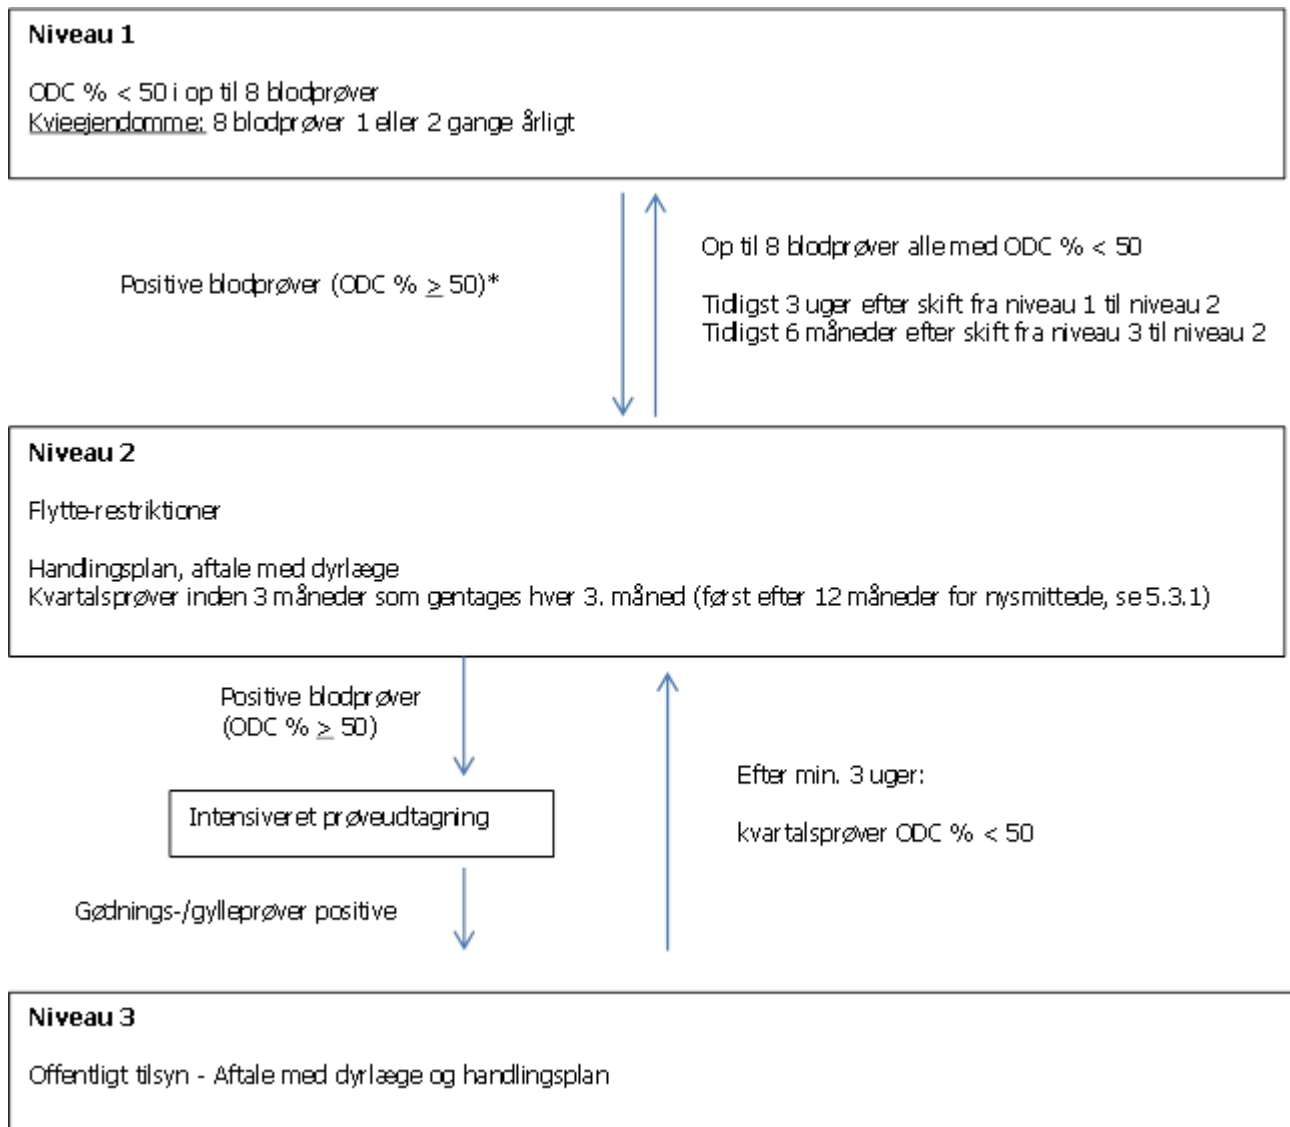 Niveau 1
ODC % < 50 i op til 8 blodprøver
Kvieejendomme: 8 blodprøver 1 eller 2 gange årligt
Positive blodprøver (ODC % ≥ 50)*
Op til 8 blodprøver alle med ODC % < 50
Tidligst 3 uger efter skift fra niveau 1 til niveau 2
Tidligst 6 måneder efter skift fra niveau 3 til niveau 2
Niveau 2
Flytte-restriktioner
Handlingsplan, aftale med dyrlæge
Kvartalsprøver inden 3 måneder som gentages hver 3. måned (først efter 12 måneder for nysmittede, se 5.3.1)
Positive blodprøver
(ODC % ≥ 50)
Intensiveret prøveudtagning
Gødnings-/gylleprøver positive
Efter min. 3 uger:
kvartalsprøver ODC % < 50
Niveau 3
Offentligt tilsyn - Aftale med dyrlæge og handlingsplan